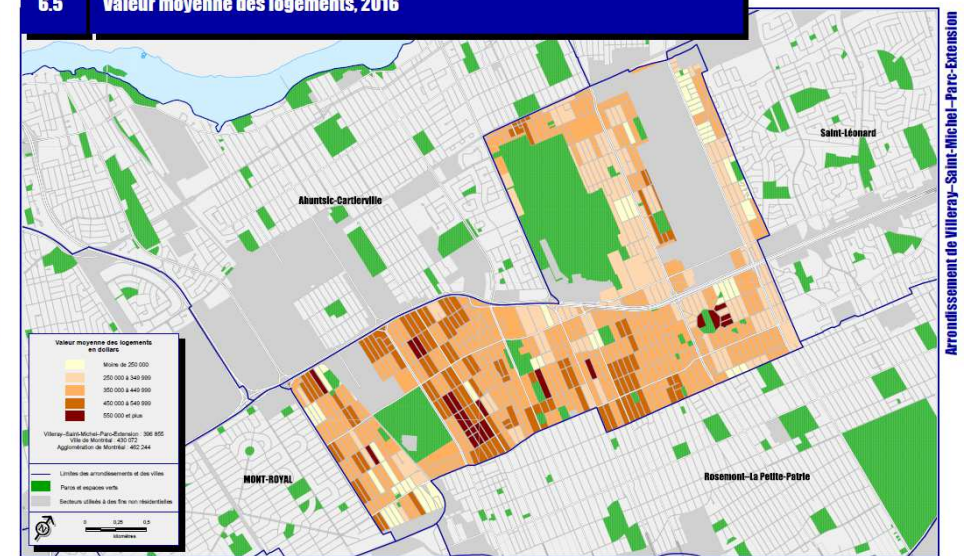 6.5 Valeur moyenne des logements, 2016
Arrondissement de Villeray–Saint-Michel–Parc-Extension
Saint-Léonard
Ahuntsic-Cartierville
MONT-ROYAL
Rosemont–La Petite-Patrie
Valeur moyenne des logements
en dollars
Moins de 250 000
250 000 à 349 999
350 000 à 449 999
450 000 à 549 999
550 000 et plus
Villeray–Saint-Michel–Parc-Extension : 396 855
Ville de Montréal : 430 072
Agglomération de Montréal : 462 244
Limites des arrondissements et des villes
Parcs et espaces verts
Secteurs utilisés à des fins non résidentielles
N
0 0,25 0,5
kilomètres